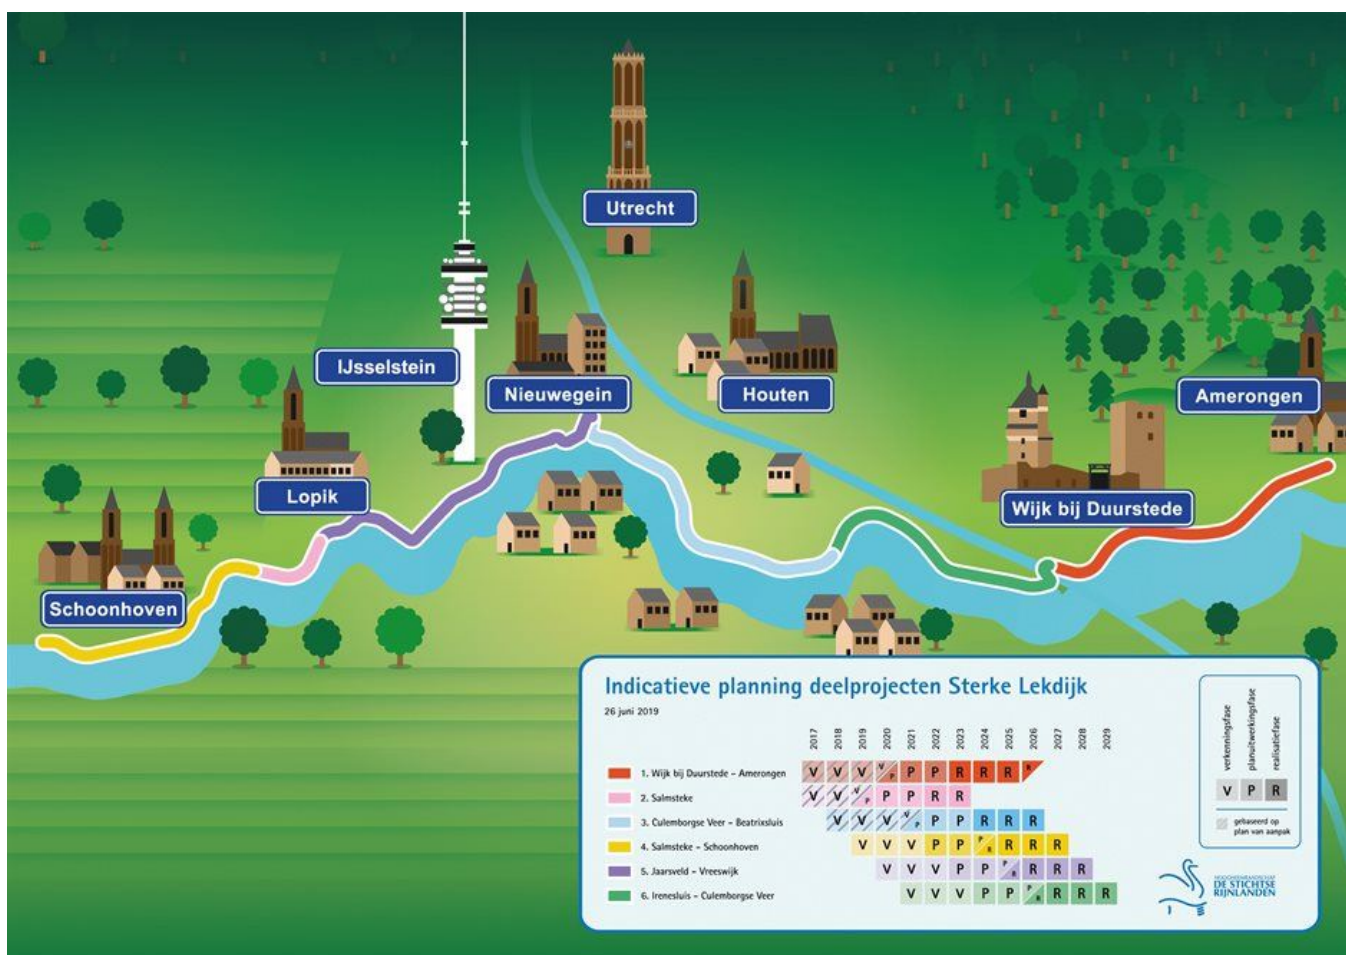 Utrecht
IJsselstein
Nieuwegein
Houten
Amerongen
Lopik
Wijk bij Duurstede
Schoonhoven
Indicatieve planning deelprojecten Sterke Lekdijk
26 juni 2019
2017 2018 2019 2020 2021 2022 2023 2024 2025 2026 2027 2028 2029
1. Wijk bij Duurstede - Amerongen V V V V/P P P R R R R
2. Salmsteke V V V/P P P R R
3. Culemborgse Veer - Beatrixsluis V V V V/P P P R R R
4. Salmsteke - Schoonhoven V V V P P P/R R R R
5. Jaarsveld - Vreeswijk V V V P P P/R R R R
6. Irenesluis - Culemborgse Veer V V V P P P/R R R R
verkenningsfase
planuitwerkingsfase
realisatiefase
V P R
gebaseerd op
plan van aanpak
HOOGHEEMRAADSCHAP
DE STICHTSE
RIJNLANDEN